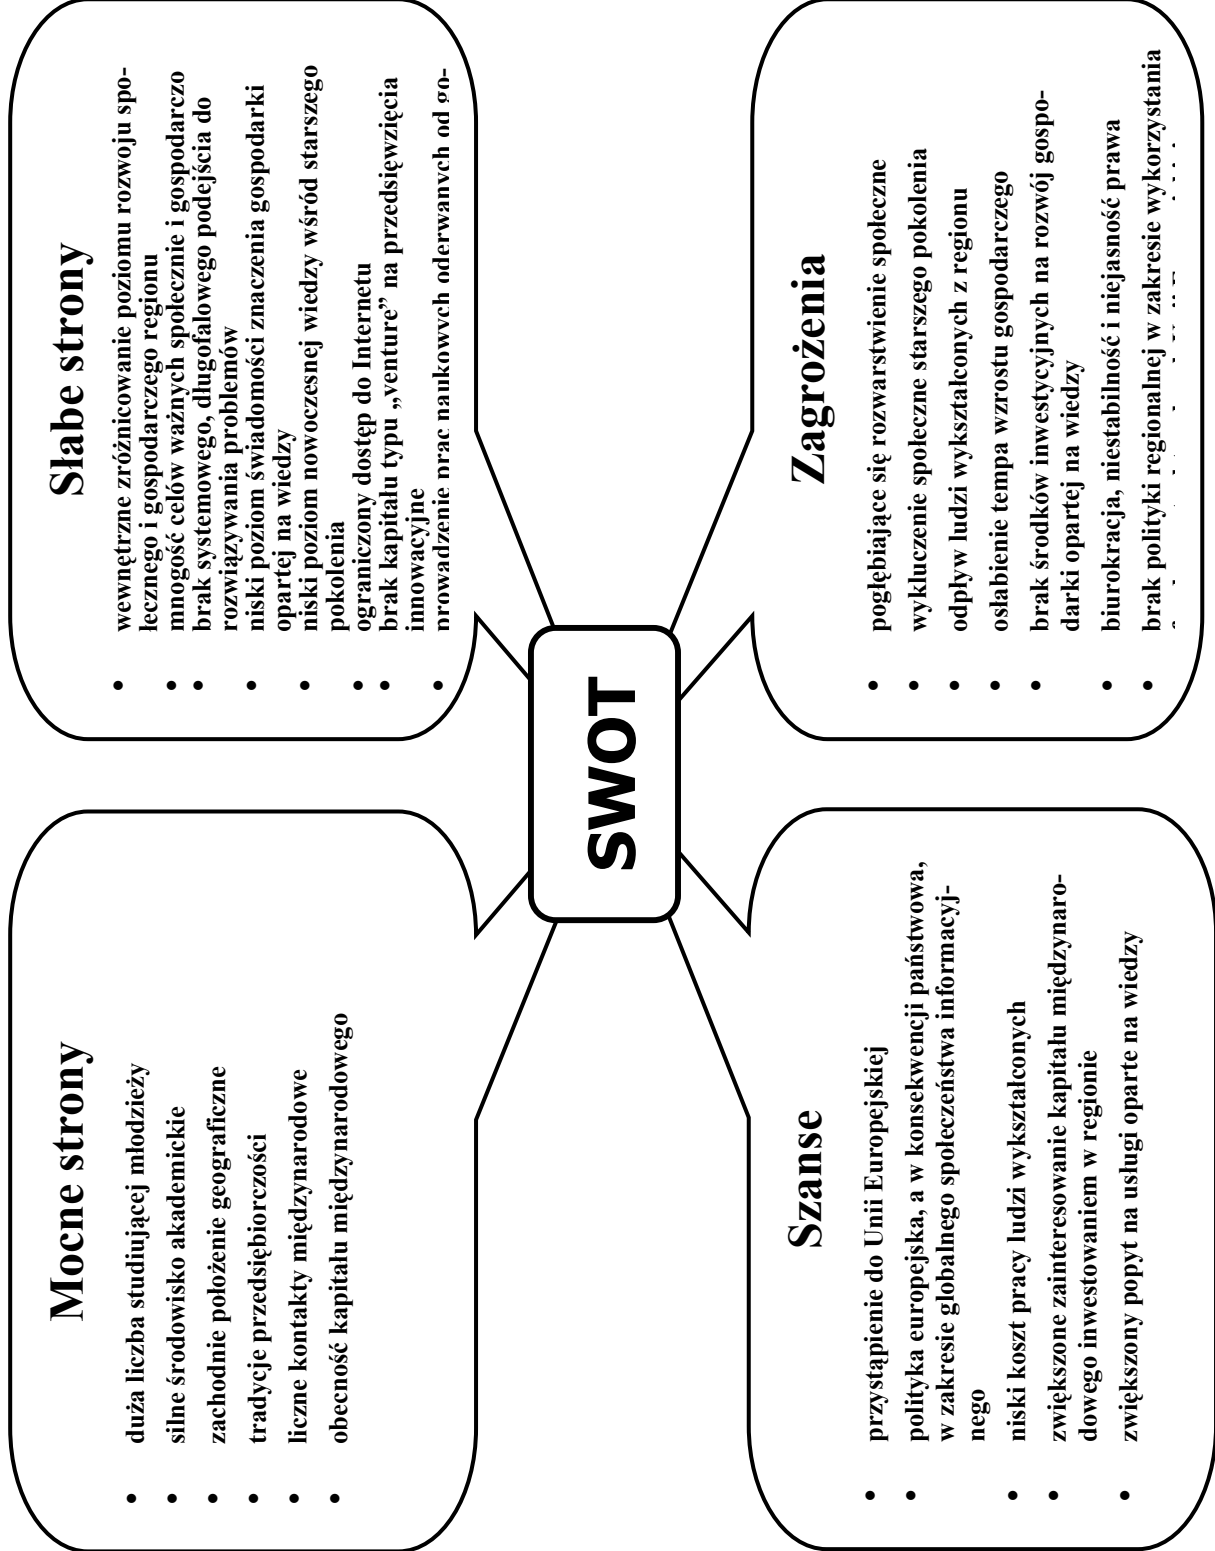 Mocne strony
• duża liczba studiującej młodzieży
• silne środowisko akademickie
• zachodnie położenie geograficzne
• tradycje przedsiębiorczości
• liczne kontakty międzynarodowe
• obecność kapitału międzynarodowego
Słabe strony
• wewnętrzne zróżnicowanie poziomu rozwoju spo-
łecznego i gospodarczego regionu
• mnogość celów ważnych społecznie i gospodarczo
• brak systemowego, długofalowego podejścia do
rozwiązywania problemów
• niski poziom świadomości znaczenia gospodarki
opartej na wiedzy
• niski poziom nowoczesnej wiedzy wśród starszego
pokolenia
• ograniczony dostęp do Internetu
• brak kapitału typu „venture” na przedsięwzięcia
innowacyjne
• prowadzenie prac naukowych oderwanych od go-
SWOT
Szanse
• przystąpienie do Unii Europejskiej
• polityka europejska, a w konsekwencji państwowa,
w zakresie globalnego społeczeństwa informacyj-
nego
• niski koszt pracy ludzi wykształconych
• zwiększone zainteresowanie kapitału międzynaro-
dowego inwestowaniem w regionie
• zwiększony popyt na usługi oparte na wiedzy
Zagrożenia
• pogłębiające się rozwarstwienie społeczne
• wykluczenie społeczne starszego pokolenia
• odpływ ludzi wykształconych z regionu
• osłabienie tempa wzrostu gospodarczego
• brak środków inwestycyjnych na rozwój gospo-
darki opartej na wiedzy
• biurokracja, niestabilność i niejasność prawa
• brak polityki regionalnej w zakresie wykorzystania